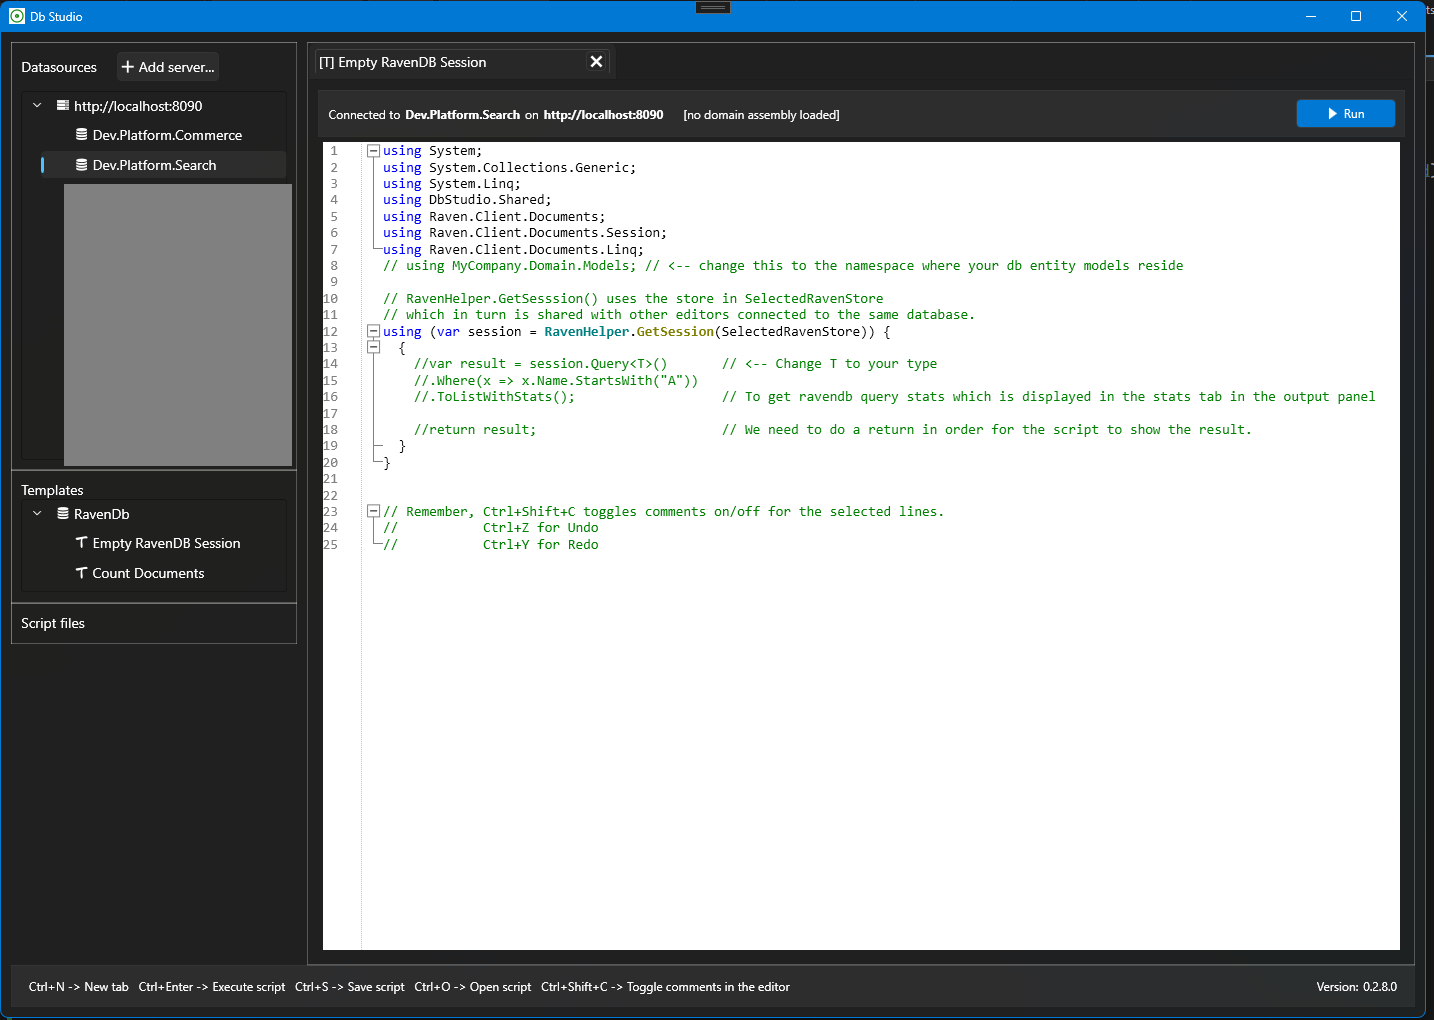 Db Studio
Datasources
Add server...
http://localhost:8090
Dev.Platform.Commerce
Dev.Platform.Search
Templates
RavenDb
Empty RavenDB Session
Count Documents
Script files
[T] Empty RavenDB Session
Connected to Dev.Platform.Search on http://localhost:8090 [no domain assembly loaded]
Run
1 using System;
2 using System.Collections.Generic;
3 using System.Linq;
4 using DbStudio.Shared;
5 using Raven.Client.Documents;
6 using Raven.Client.Documents.Session;
7 using Raven.Client.Documents.Linq;
8 // using MyCompany.Domain.Models; // <-- change this to the namespace where your db entity models reside
9
10 // RavenHelper.GetSesssion() uses the store in SelectedRavenStore
11 // which in turn is shared with other editors connected to the same database.
12 using (var session = RavenHelper.GetSession(SelectedRavenStore)) {
13 {
14 //var result = session.Query<T>() // <-- Change T to your type
15 //.Where(x => x.Name.StartsWith("A"))
16 //.ToListWithStats(); // To get ravendb query stats which is displayed in the stats tab in the output panel
17
18 //return result; // We need to do a return in order for the script to show the result.
19 }
20 }
21
22
23 // Remember, Ctrl+Shift+C toggles comments on/off for the selected lines.
24 // Ctrl+Z for Undo
25 // Ctrl+Y for Redo
Ctrl+N -> New tab Ctrl+Enter -> Execute script Ctrl+S -> Save script Ctrl+O -> Open script Ctrl+Shift+C -> Toggle comments in the editor
Version: 0.2.8.0